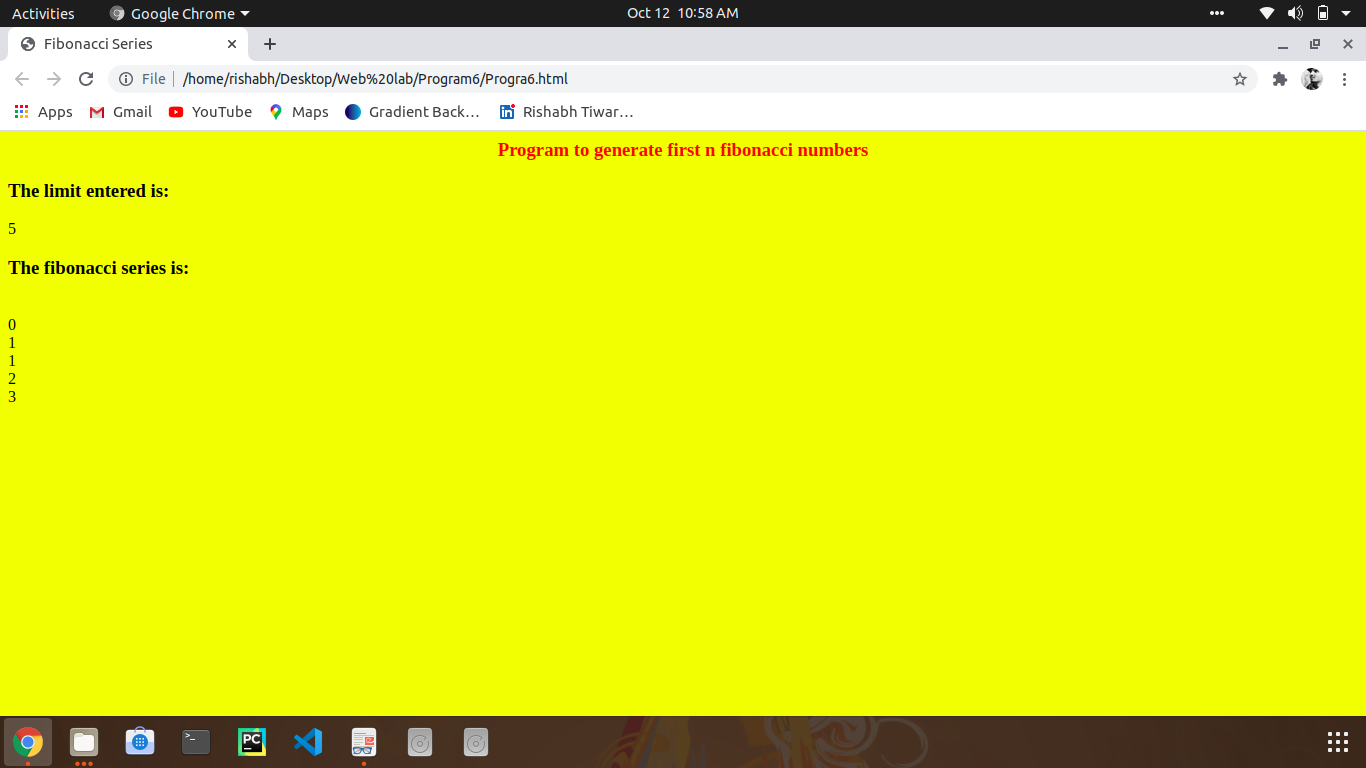 Activities Google Chrome Oct 12 10:58 AM
Fibonacci Series
File /home/rishabh/Desktop/Web%20lab/Program6/Progra6.html
Apps Gmail YouTube Maps Gradient Back… Rishabh Tiwar…
Program to generate first n fibonacci numbers
The limit entered is:
5
The fibonacci series is:
0
1
1
2
3
>_ PC